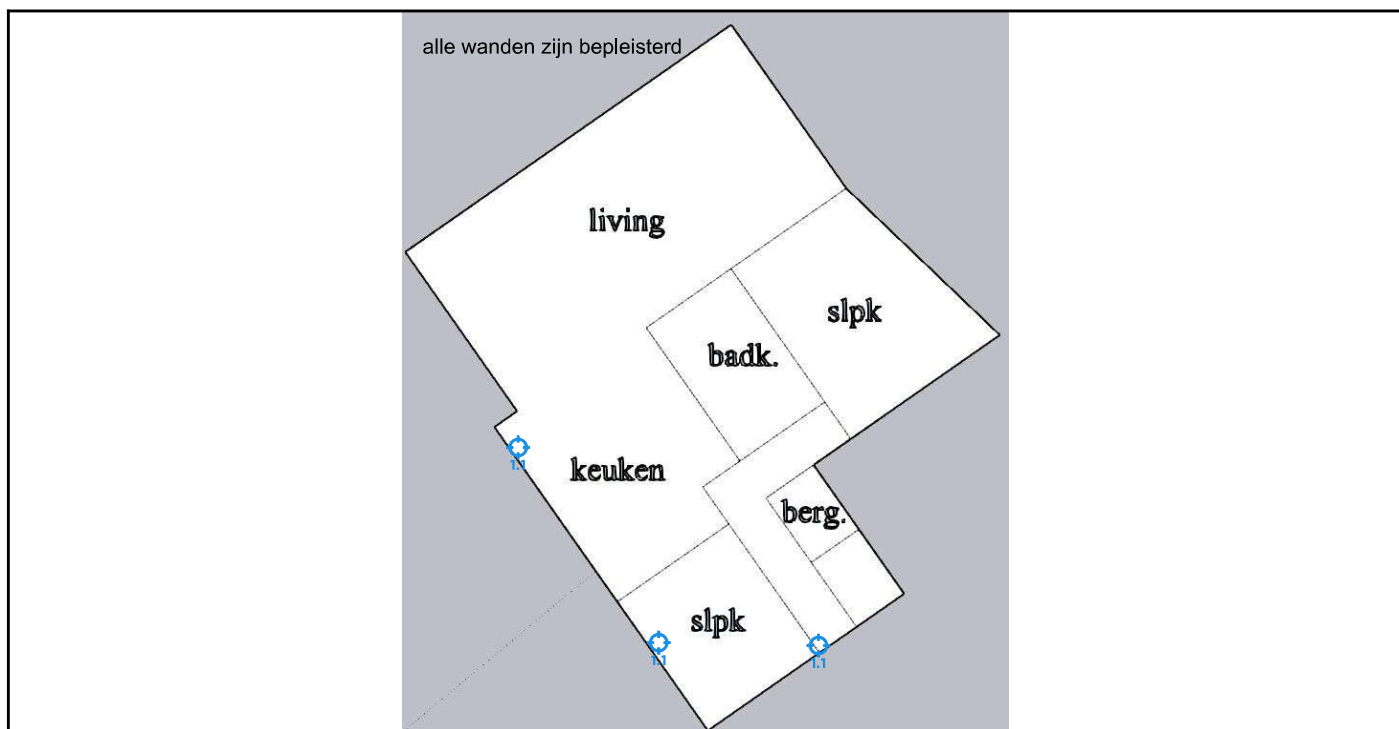 alle wanden zijn bepleisterd
living
slpk
badk.
1.1
keuken
berg.
slpk
1.1
1.1